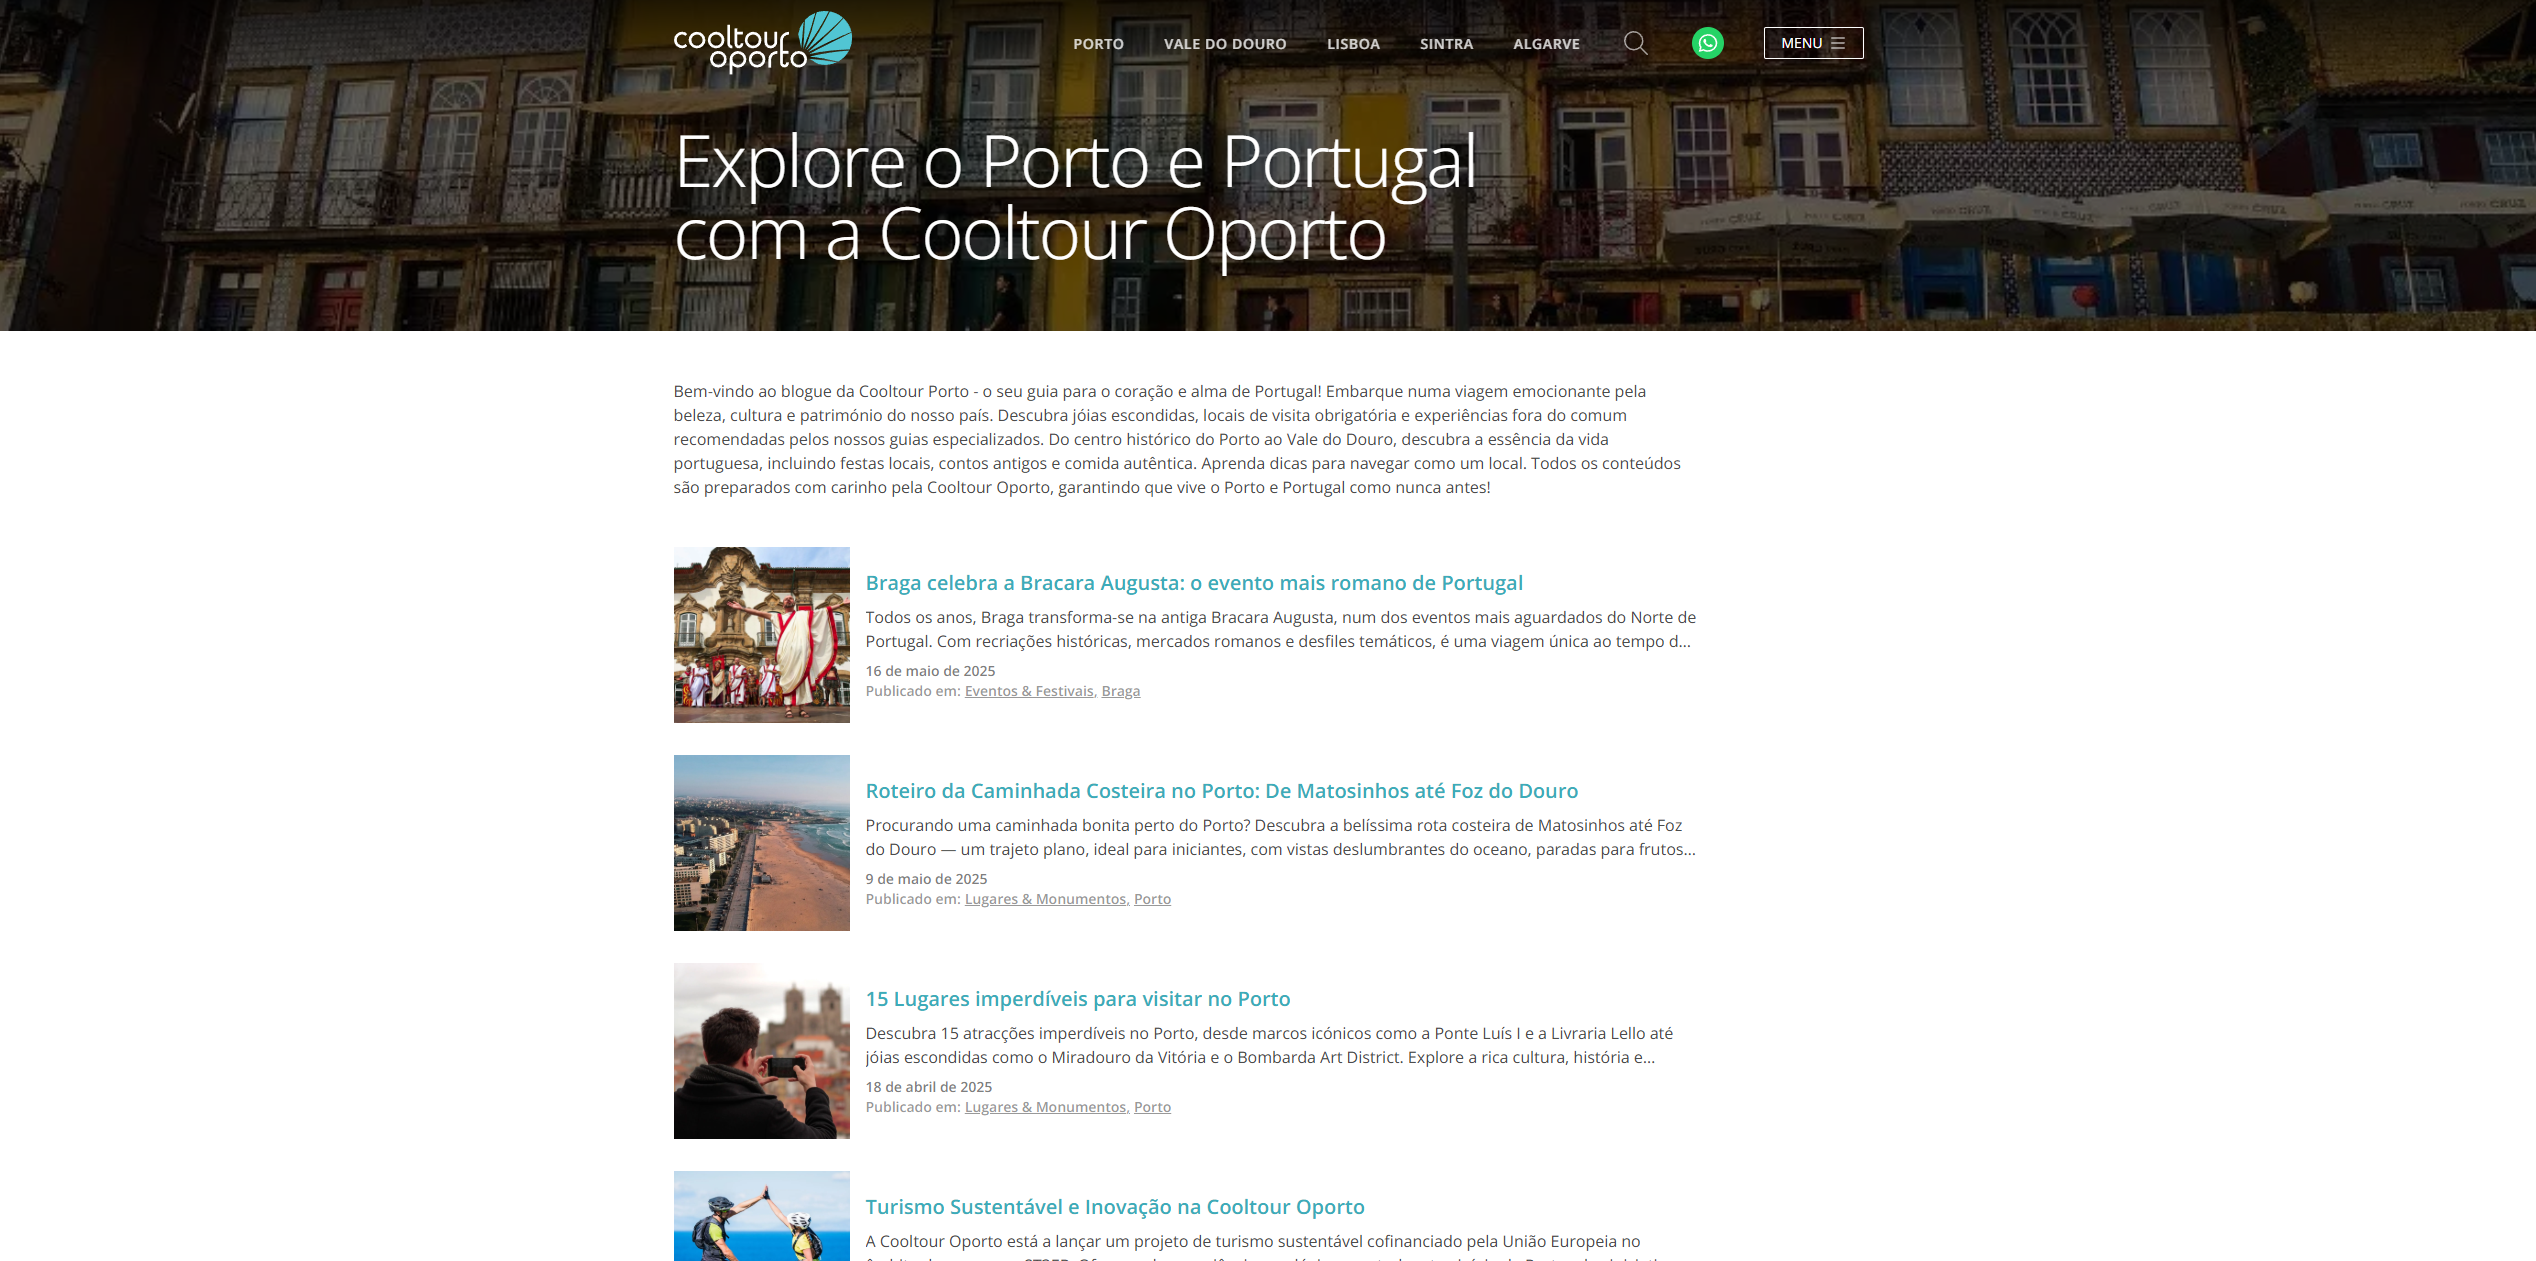 cooltour
oporto
PORTO VALE DO DOURO LISBOA SINTRA ALGARVE MENU
Explore o Porto e Portugal
com a Cooltour Oporto
Bem-vindo ao blogue da Cooltour Porto - o seu guia para o coração e alma de Portugal! Embarque numa viagem emocionante pela
beleza, cultura e património do nosso país. Descubra jóias escondidas, locais de visita obrigatória e experiências fora do comum
recomendadas pelos nossos guias especializados. Do centro histórico do Porto ao Vale do Douro, descubra a essência da vida
portuguesa, incluindo festas locais, contos antigos e comida autêntica. Aprenda dicas para navegar como um local. Todos os conteúdos
são preparados com carinho pela Cooltour Oporto, garantindo que vive o Porto e Portugal como nunca antes!
Braga celebra a Bracara Augusta: o evento mais romano de Portugal
Todos os anos, Braga transforma-se na antiga Bracara Augusta, num dos eventos mais aguardados do Norte de
Portugal. Com recriações históricas, mercados romanos e desfiles temáticos, é uma viagem única ao tempo d...
16 de maio de 2025
Publicado em: Eventos & Festivais, Braga
Roteiro da Caminhada Costeira no Porto: De Matosinhos até Foz do Douro
Procurando uma caminhada bonita perto do Porto? Descubra a belíssima rota costeira de Matosinhos até Foz
do Douro — um trajeto plano, ideal para iniciantes, com vistas deslumbrantes do oceano, paradas para frutos...
9 de maio de 2025
Publicado em: Lugares & Monumentos, Porto
15 Lugares imperdíveis para visitar no Porto
Descubra 15 atracções imperdíveis no Porto, desde marcos icónicos como a Ponte Luís I e a Livraria Lello até
jóias escondidas como o Miradouro da Vitória e o Bombarda Art District. Explore a rica cultura, história e...
18 de abril de 2025
Publicado em: Lugares & Monumentos, Porto
Turismo Sustentável e Inovação na Cooltour Oporto
A Cooltour Oporto está a lançar um projeto de turismo sustentável cofinanciado pela União Europeia no